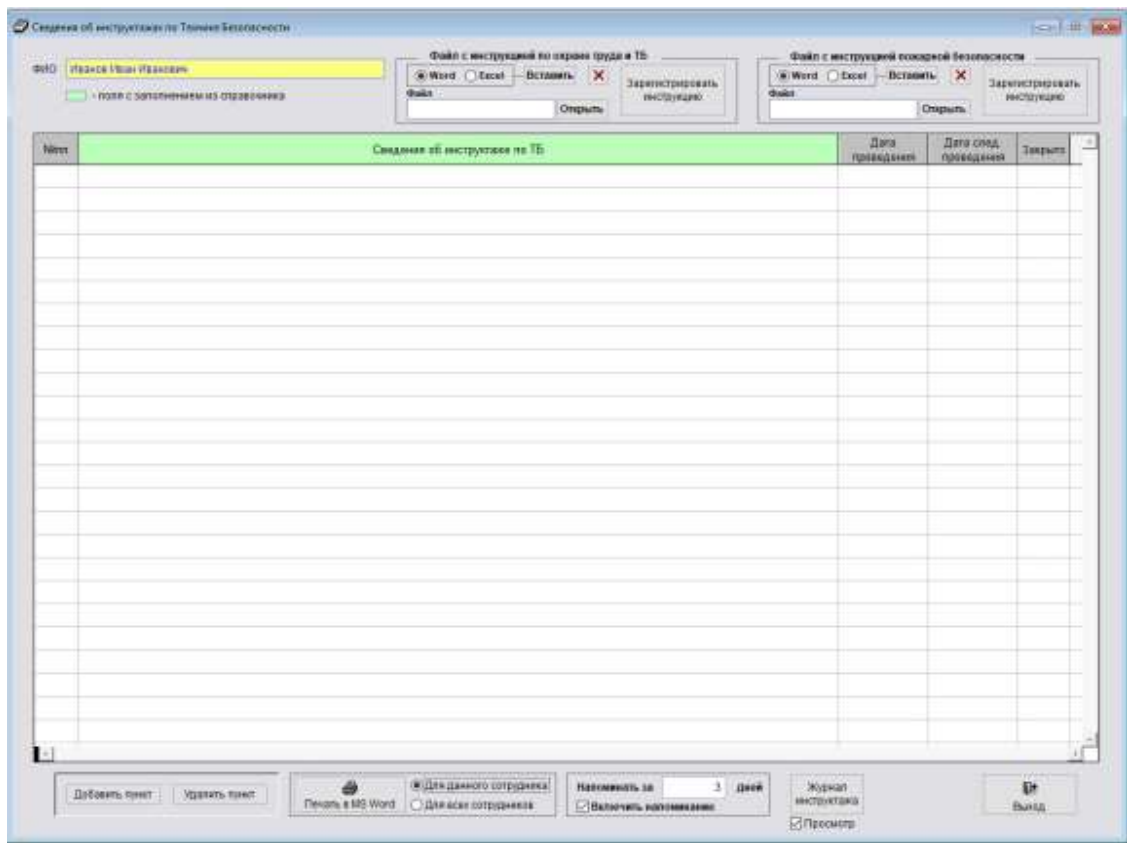 Сведения об инструктажах по Технике Безопасности
ФИО Иванов Иван Иванович
- поля с заполнением из справочника
Файл с инструкцией по охране труда и ТБ
Word Excel Вставить
Файл
Открыть
Зарегистрировать
инструкцию
Файл с инструкцией пожарной безопасности
Word Excel Вставить
Файл
Открыть
Зарегистрировать
инструкцию
№пп Сведения об инструктаже по ТБ Дата проведения Дата след. проведения Закрыто
Добавить пункт Удалить пункт
Печать в MS Word
Для данного сотрудника
Для всех сотрудников
Напоминать за 3 дней
Включить напоминание
Журнал
инструктажа
Просмотр
Выход